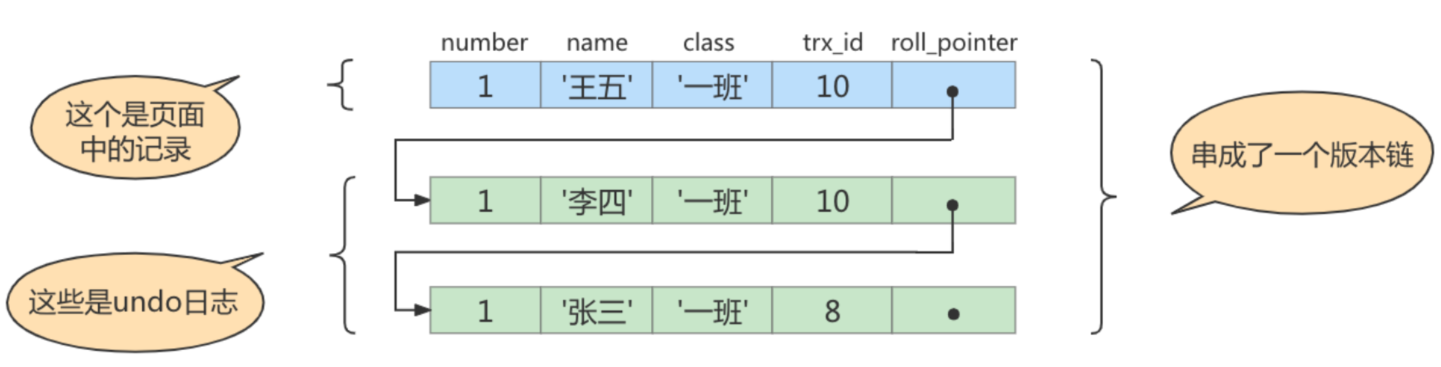 number name class trx_id roll_pointer
1 '王五' '一班' 10
这个是页面
中的记录
串成了一个版本链
1 '李四' '一班' 10
这些是undo日志
1 '张三' '一班' 8